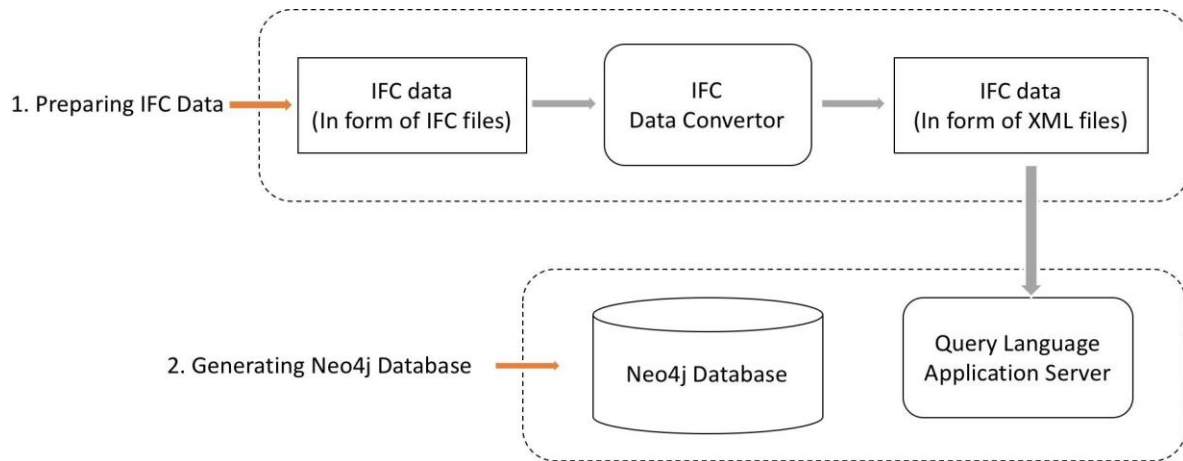 1. Preparing IFC Data
IFC data
(In form of IFC files)
IFC
Data Convertor
IFC data
(In form of XML files)
2. Generating Neo4j Database
Neo4j Database
Query Language
Application Server